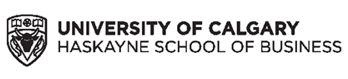 UNIVERSITY OF CALGARY
HASKAYNE SCHOOL OF BUSINESS